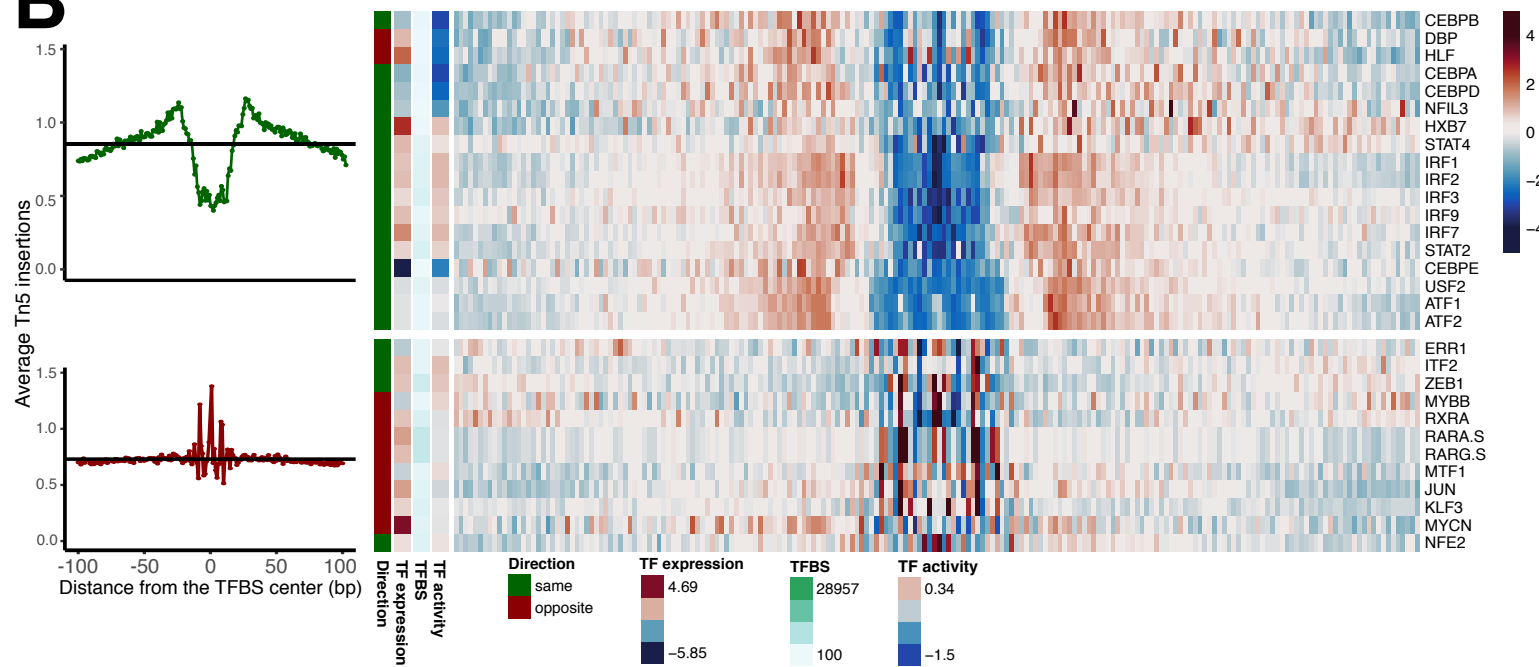 B
Average Tn5 insertions
1.5
1.0
0.5
0.0
1.5
1.0
0.5
0.0
-100 -50 0 50 100
Distance from the TFBS center (bp)
CEBPB
DBP
HLF
CEBPA
CEBPD
NFIL3
HXB7
STAT4
IRF1
IRF2
IRF3
IRF9
IRF7
STAT2
CEBPE
USF2
ATF1
ATF2
ERR1
ITF2
ZEB1
MYBB
RXRA
RARA.S
RARG.S
MTF1
JUN
KLF3
MYCN
NFE2
4
2
0
−2
−4
Direction
TF expression
TFBS
TF activity
Direction
same
opposite
TF expression
4.69
−5.85
TFBS
28957
100
TF activity
0.34
−1.5